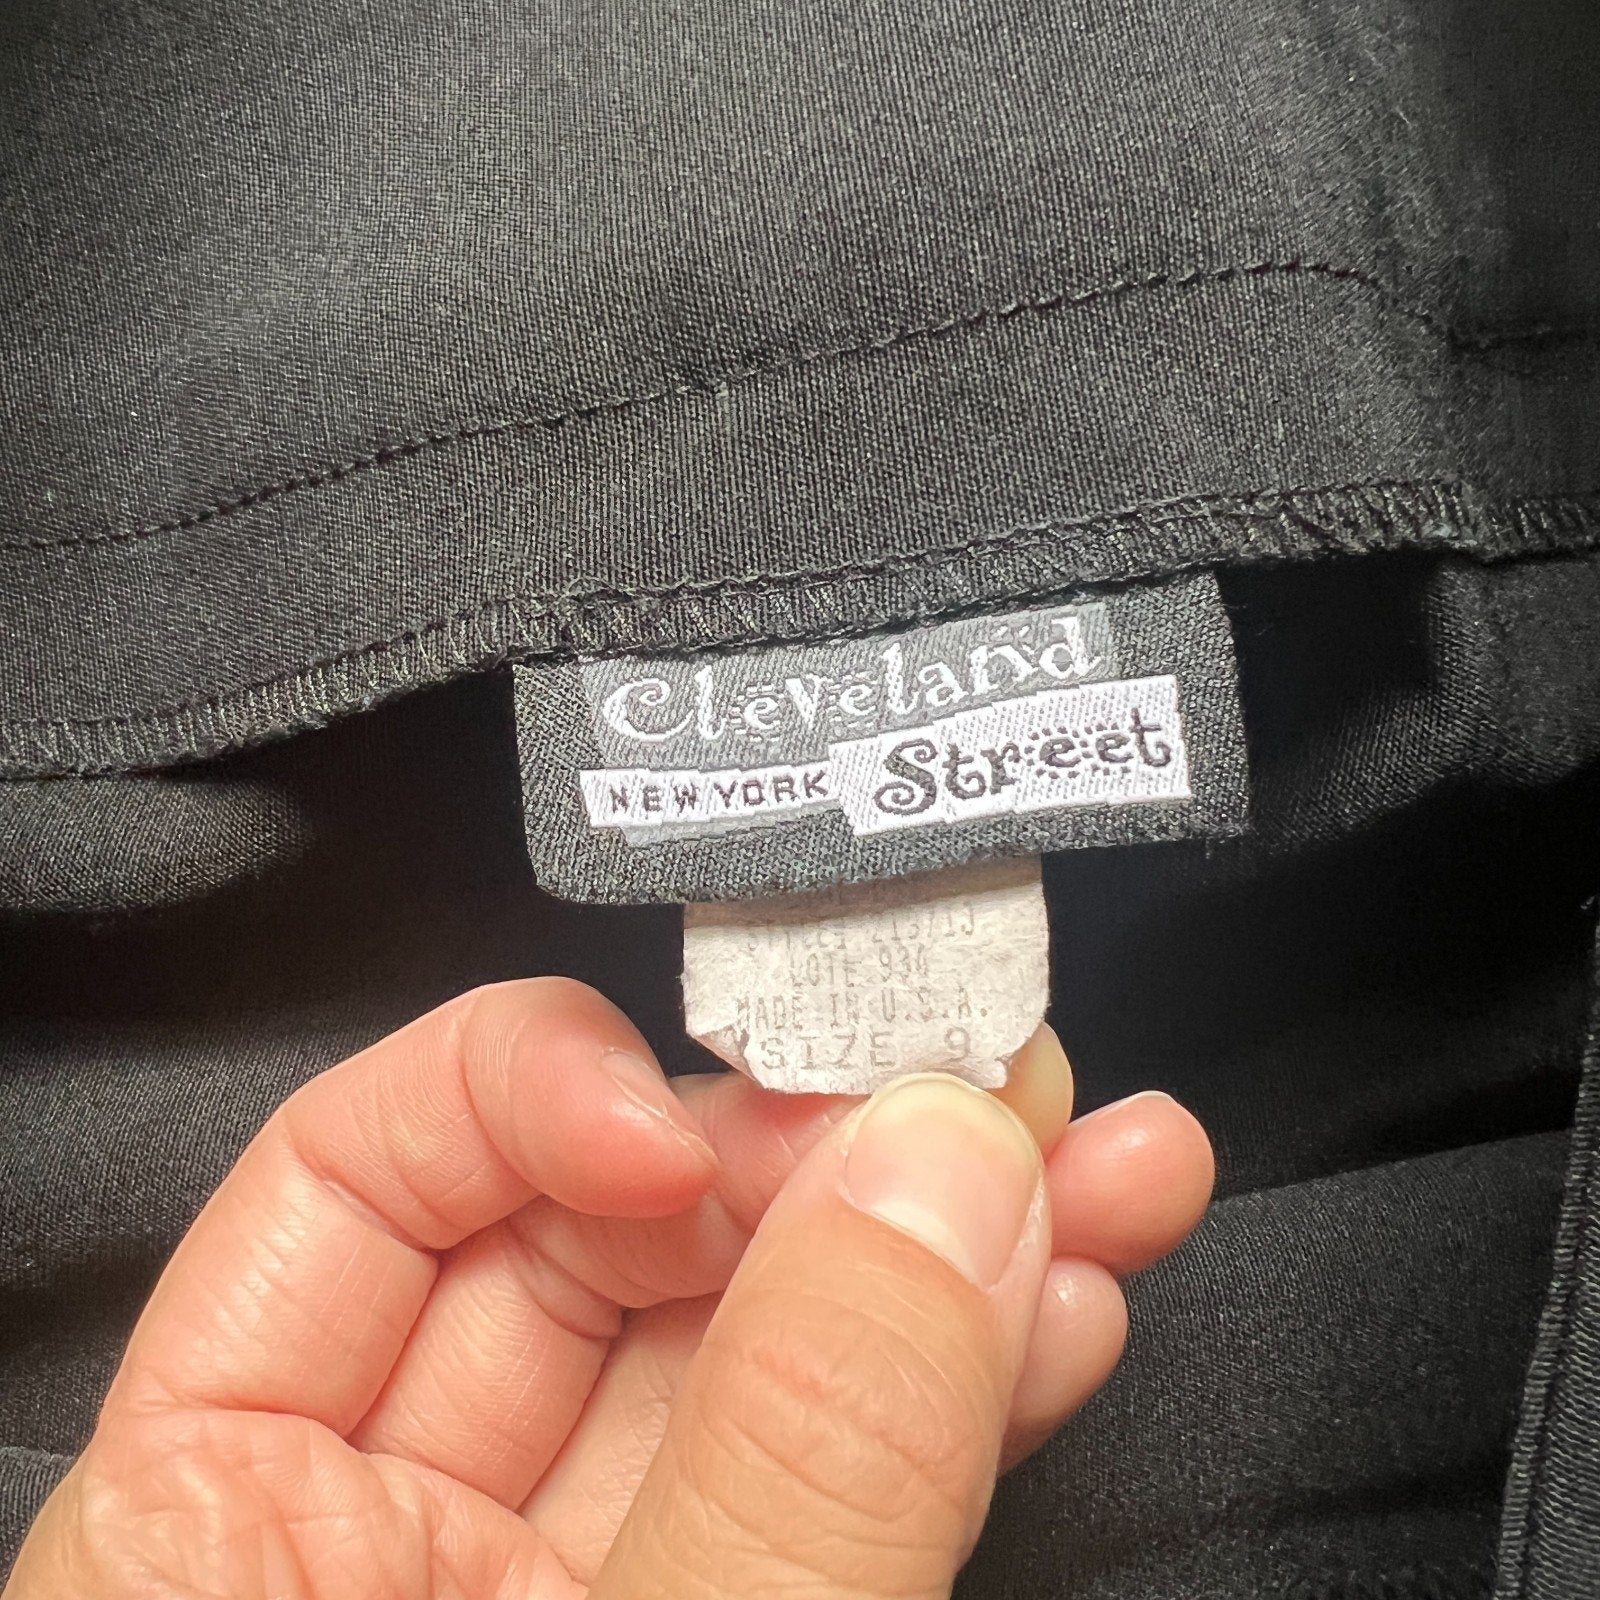 Cleveland
NEW YORK Street
MADE IN U.S.A.
SIZE 9